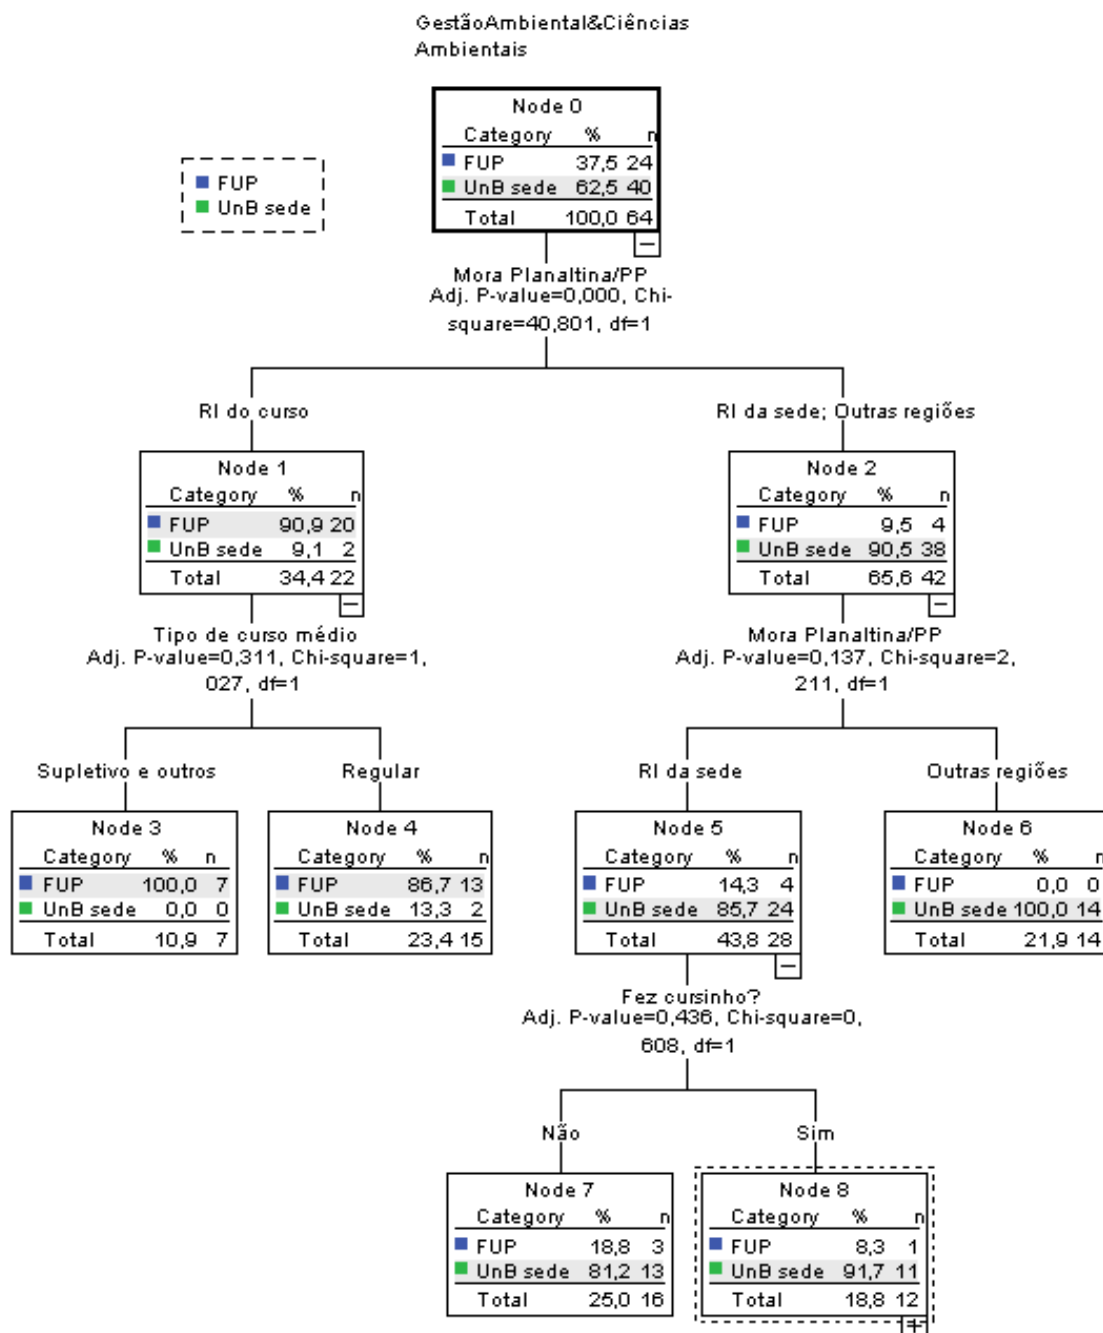 GestãoAmbiental&Ciências
Ambientais
FUP
UnB sede
Node 0
Category % n
FUP 37,5 24
UnB sede 62,5 40
Total 100,0 64
Mora Planaltina/PP
Adj. P-value=0,000, Chi-
square=40,801, df=1
RI do curso
RI da sede; Outras regiões
Node 1
Category % n
FUP 90,9 20
UnB sede 9,1 2
Total 34,4 22
Node 2
Category % n
FUP 9,5 4
UnB sede 90,5 38
Total 65,6 42
Tipo de curso médio
Adj. P-value=0,311, Chi-square=1,
027, df=1
Mora Planaltina/PP
Adj. P-value=0,137, Chi-square=2,
211, df=1
Supletivo e outros
Regular
RI da sede
Outras regiões
Node 3
Category % n
FUP 100,0 7
UnB sede 0,0 0
Total 10,9 7
Node 4
Category % n
FUP 86,7 13
UnB sede 13,3 2
Total 23,4 15
Node 5
Category % n
FUP 14,3 4
UnB sede 85,7 24
Total 43,8 28
Node 6
Category % n
FUP 0,0 0
UnB sede 100,0 14
Total 21,9 14
Fez cursinho?
Adj. P-value=0,436, Chi-square=0,
608, df=1
Não
Sim
Node 7
Category % n
FUP 18,8 3
UnB sede 81,2 13
Total 25,0 16
Node 8
Category % n
FUP 8,3 1
UnB sede 91,7 11
Total 18,8 12